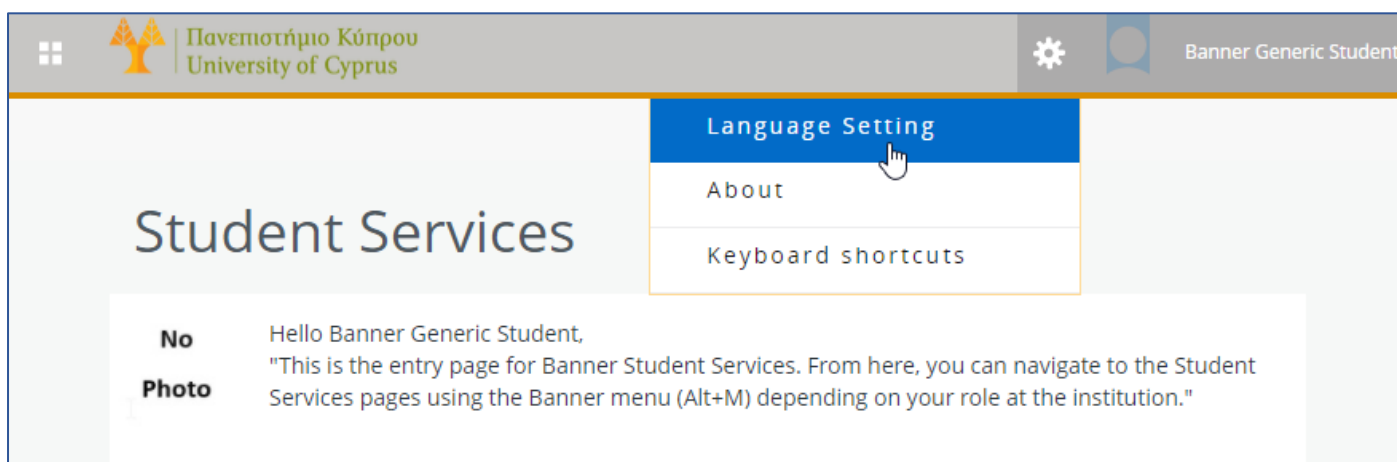 Πανεπιστήμιο Κύπρου
University of Cyprus
Banner Generic Student
Language Setting
About
Keyboard shortcuts
Student Services
No
Photo
Hello Banner Generic Student,
"This is the entry page for Banner Student Services. From here, you can navigate to the Student
Services pages using the Banner menu (Alt+M) depending on your role at the institution."